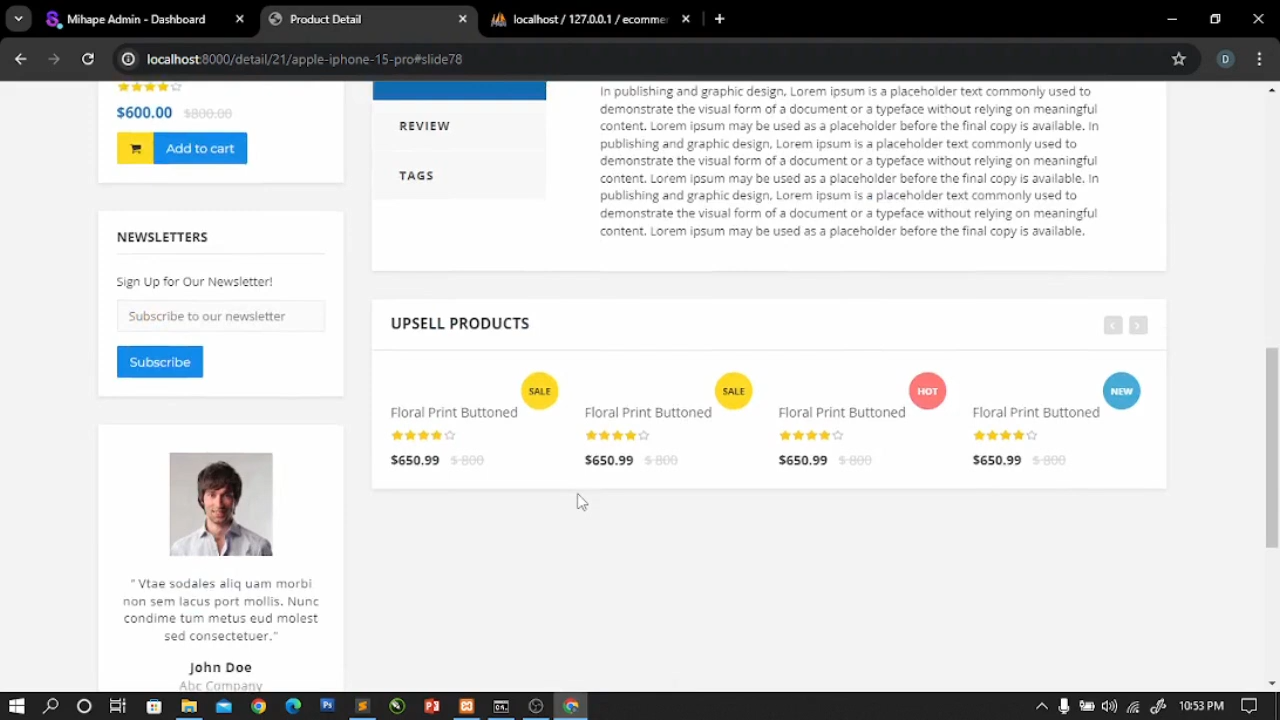 Mihape Admin - Dashboard
Product Detail
localhost / 127.0.0.1 / ecomme
localhost:8000/detail/21/apple-iphone-15-pro#slide78
D
$600.00 $800.00
Add to cart
NEWSLETTERS
Sign Up for Our Newsletter!
Subscribe to our newsletter
Subscribe
" Vtae sodales aliq uam morbi
non sem lacus port mollis. Nunc
condime tum metus eud molest
sed consectetuer."
John Doe
Abc Company
REVIEW
TAGS
In publishing and graphic design, Lorem ipsum is a placeholder text commonly used to
demonstrate the visual form of a document or a typeface without relying on meaningful
content. Lorem ipsum may be used as a placeholder before the final copy is available. In
publishing and graphic design, Lorem ipsum is a placeholder text commonly used to
demonstrate the visual form of a document or a typeface without relying on meaningful
content. Lorem ipsum may be used as a placeholder before the final copy is available. In
publishing and graphic design, Lorem ipsum is a placeholder text commonly used to
demonstrate the visual form of a document or a typeface without relying on meaningful
content. Lorem ipsum may be used as a placeholder before the final copy is available.
UPSELL PRODUCTS
SALE
Floral Print Buttoned
$650.99 $ 800
SALE
Floral Print Buttoned
$650.99 $ 800
HOT
Floral Print Buttoned
$650.99 $ 800
NEW
Floral Print Buttoned
$650.99 $ 800
10:53 PM